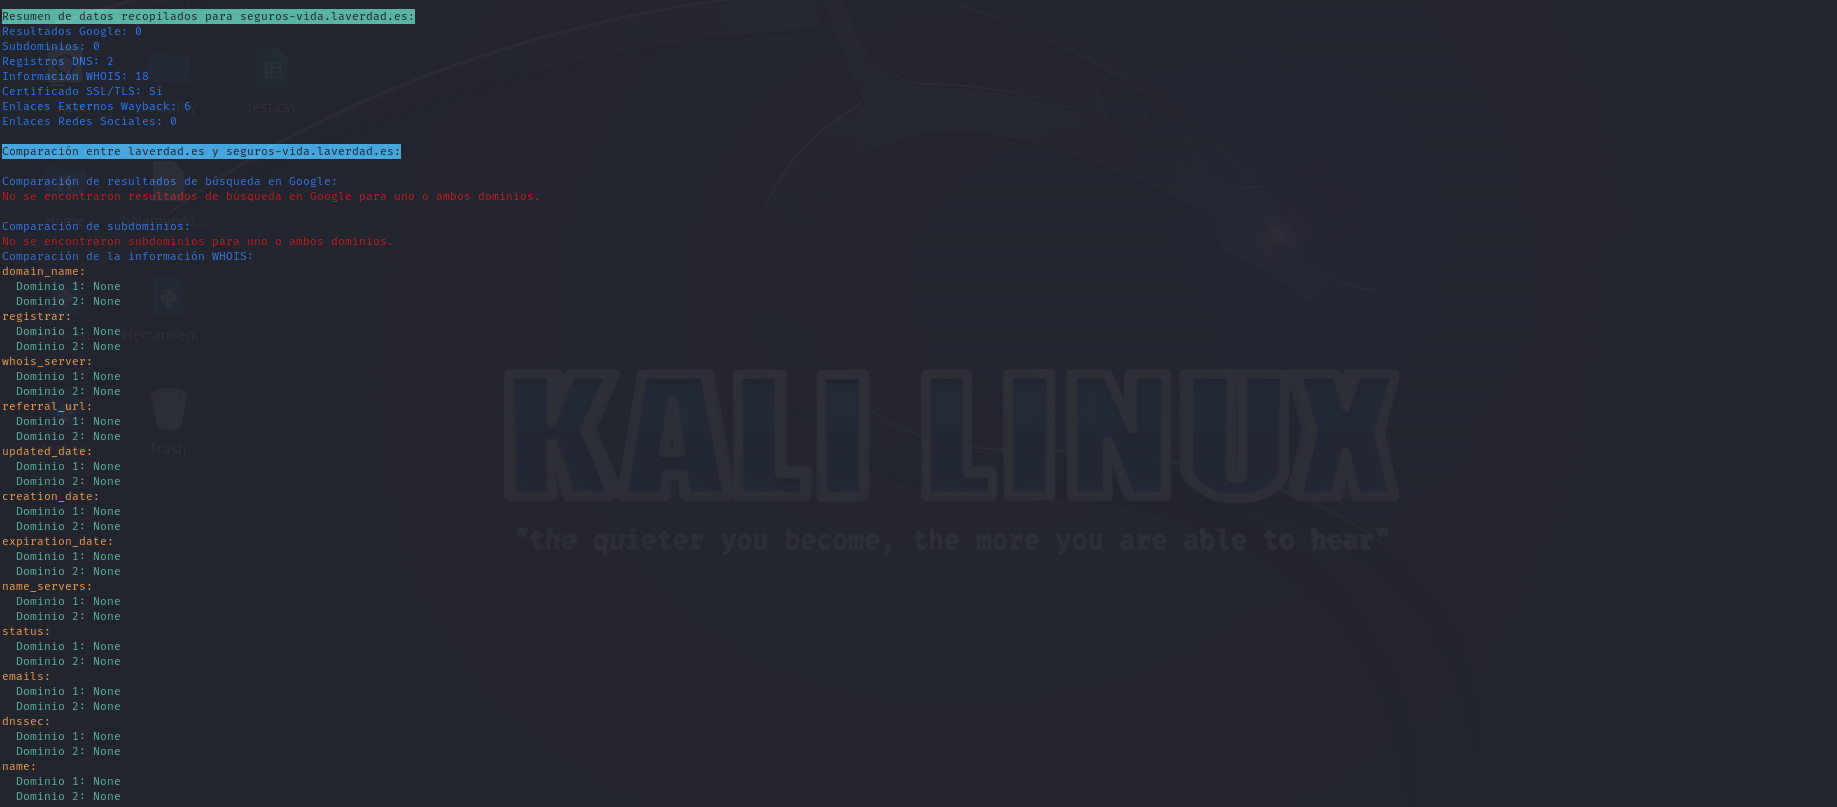 Resumen de datos recopilados para seguros-vida.laverdad.es:
Resultados Google: 0
Subdominios: 0
Registros DNS: 2
Información WHOIS: 18
Certificado SSL/TLS: Sí
Enlaces Externos Wayback: 6
test.csv
Enlaces Redes Sociales: 0
Comparación entre laverdad.es y seguros-vida.laverdad.es:
Comparación de resultados de búsqueda en Google:
No se encontraron resultados de búsqueda en Google para uno o ambos dominios.
Home
Comparación de subdominios:
No se encontraron subdominios para uno o ambos dominios.
Comparación de la información WHOIS:
domain_name:
Dominio 1: None
Dominio 2: None
registrar:
Dominio 1: None
Herramien...
Dominio 2: None
whois_server:
Dominio 1: None
Dominio 2: None
referral_url:
Dominio 1: None
Dominio 2: None
Trash
updated_date:
Dominio 1: None
Dominio 2: None
creation_date:
Dominio 1: None
Dominio 2: None
expiration_date:
Dominio 1: None
Dominio 2: None
name_servers:
Dominio 1: None
Dominio 2: None
status:
Dominio 1: None
Dominio 2: None
emails:
Dominio 1: None
Dominio 2: None
dnssec:
Dominio 1: None
Dominio 2: None
name:
Dominio 1: None
Dominio 2: None
KALI LINUX
"the quieter you become, the more you are able to hear"